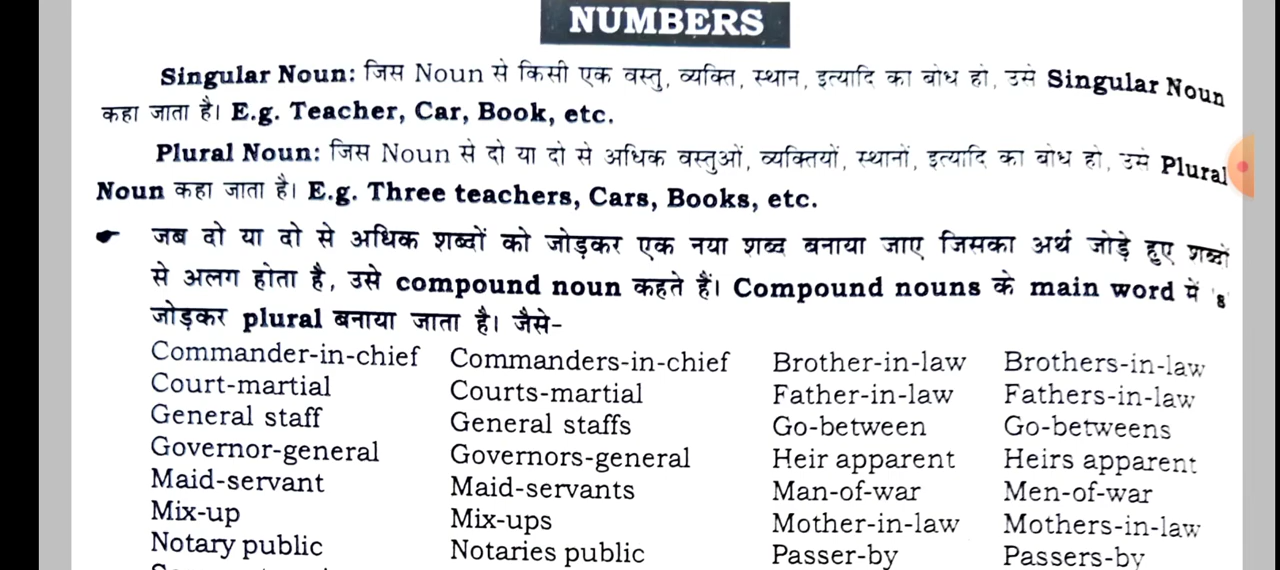 NUMBERS
Singular Noun: जिस Noun से किसी एक वस्तु, व्यक्ति, स्थान, इत्यादि का बोध हो, उसे Singular Noun
कहा जाता है। E.g. Teacher, Car, Book, etc.
Plural Noun: जिस Noun से दो या दो से अधिक वस्तुओं, व्यक्तियों, स्थानों, इत्यादि का बोध हो, उसे Plural
Noun कहा जाता है। E.g. Three teachers, Cars, Books, etc.
जब दो या दो से अधिक शब्दों को जोड़कर एक नया शब्द बनाया जाए जिसका अर्थ जोड़े हुए शब्दों
से अलग होता है, उसे compound noun कहते हैं। Compound nouns के main word में 's'
जोड़कर plural बनाया जाता है। जैसे-
Commander-in-chief Commanders-in-chief Brother-in-law Brothers-in-law
Court-martial Courts-martial Father-in-law Fathers-in-law
General staff General staffs Go-between Go-betweens
Governor-general Governors-general Heir apparent Heirs apparent
Maid-servant Maid-servants Man-of-war Men-of-war
Mix-up Mix-ups Mother-in-law Mothers-in-law
Notary public Notaries public Passer-by Passers-by